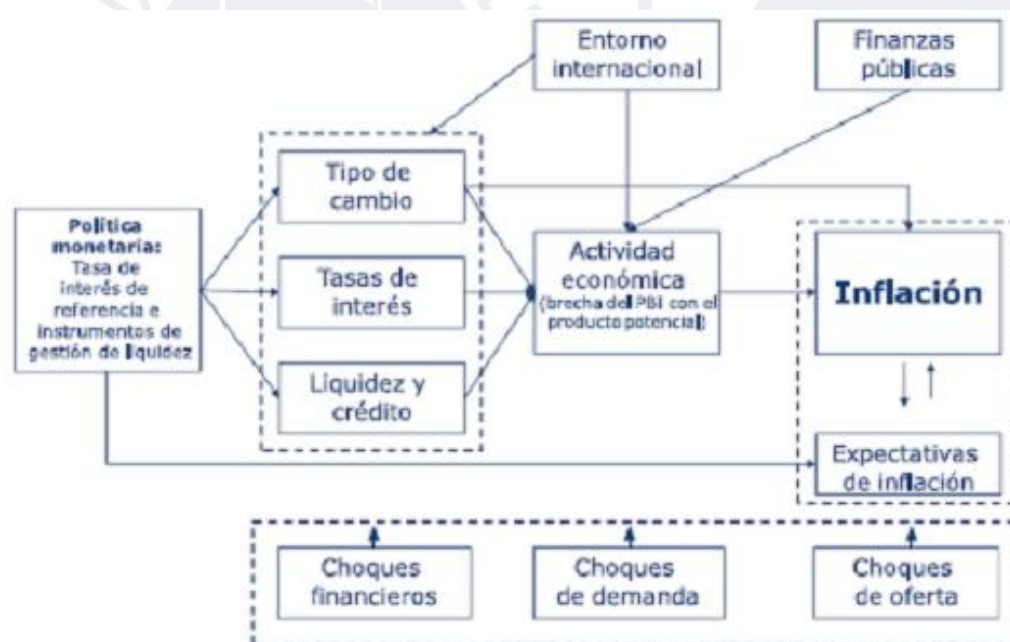 Entorno
internacional
Finanzas
públicas
Tipo de
cambio
Política
monetaria:
Tasa de
interés de
referencia e
instrumentos de
gestión de liquidez
Tasas de
interés
Liquidez y
crédito
Actividad
económica
(brecha del PBI con el
producto potencial)
Inflación
Expectativas
de inflación
Choques
financieros
Choques
de demanda
Choques
de oferta